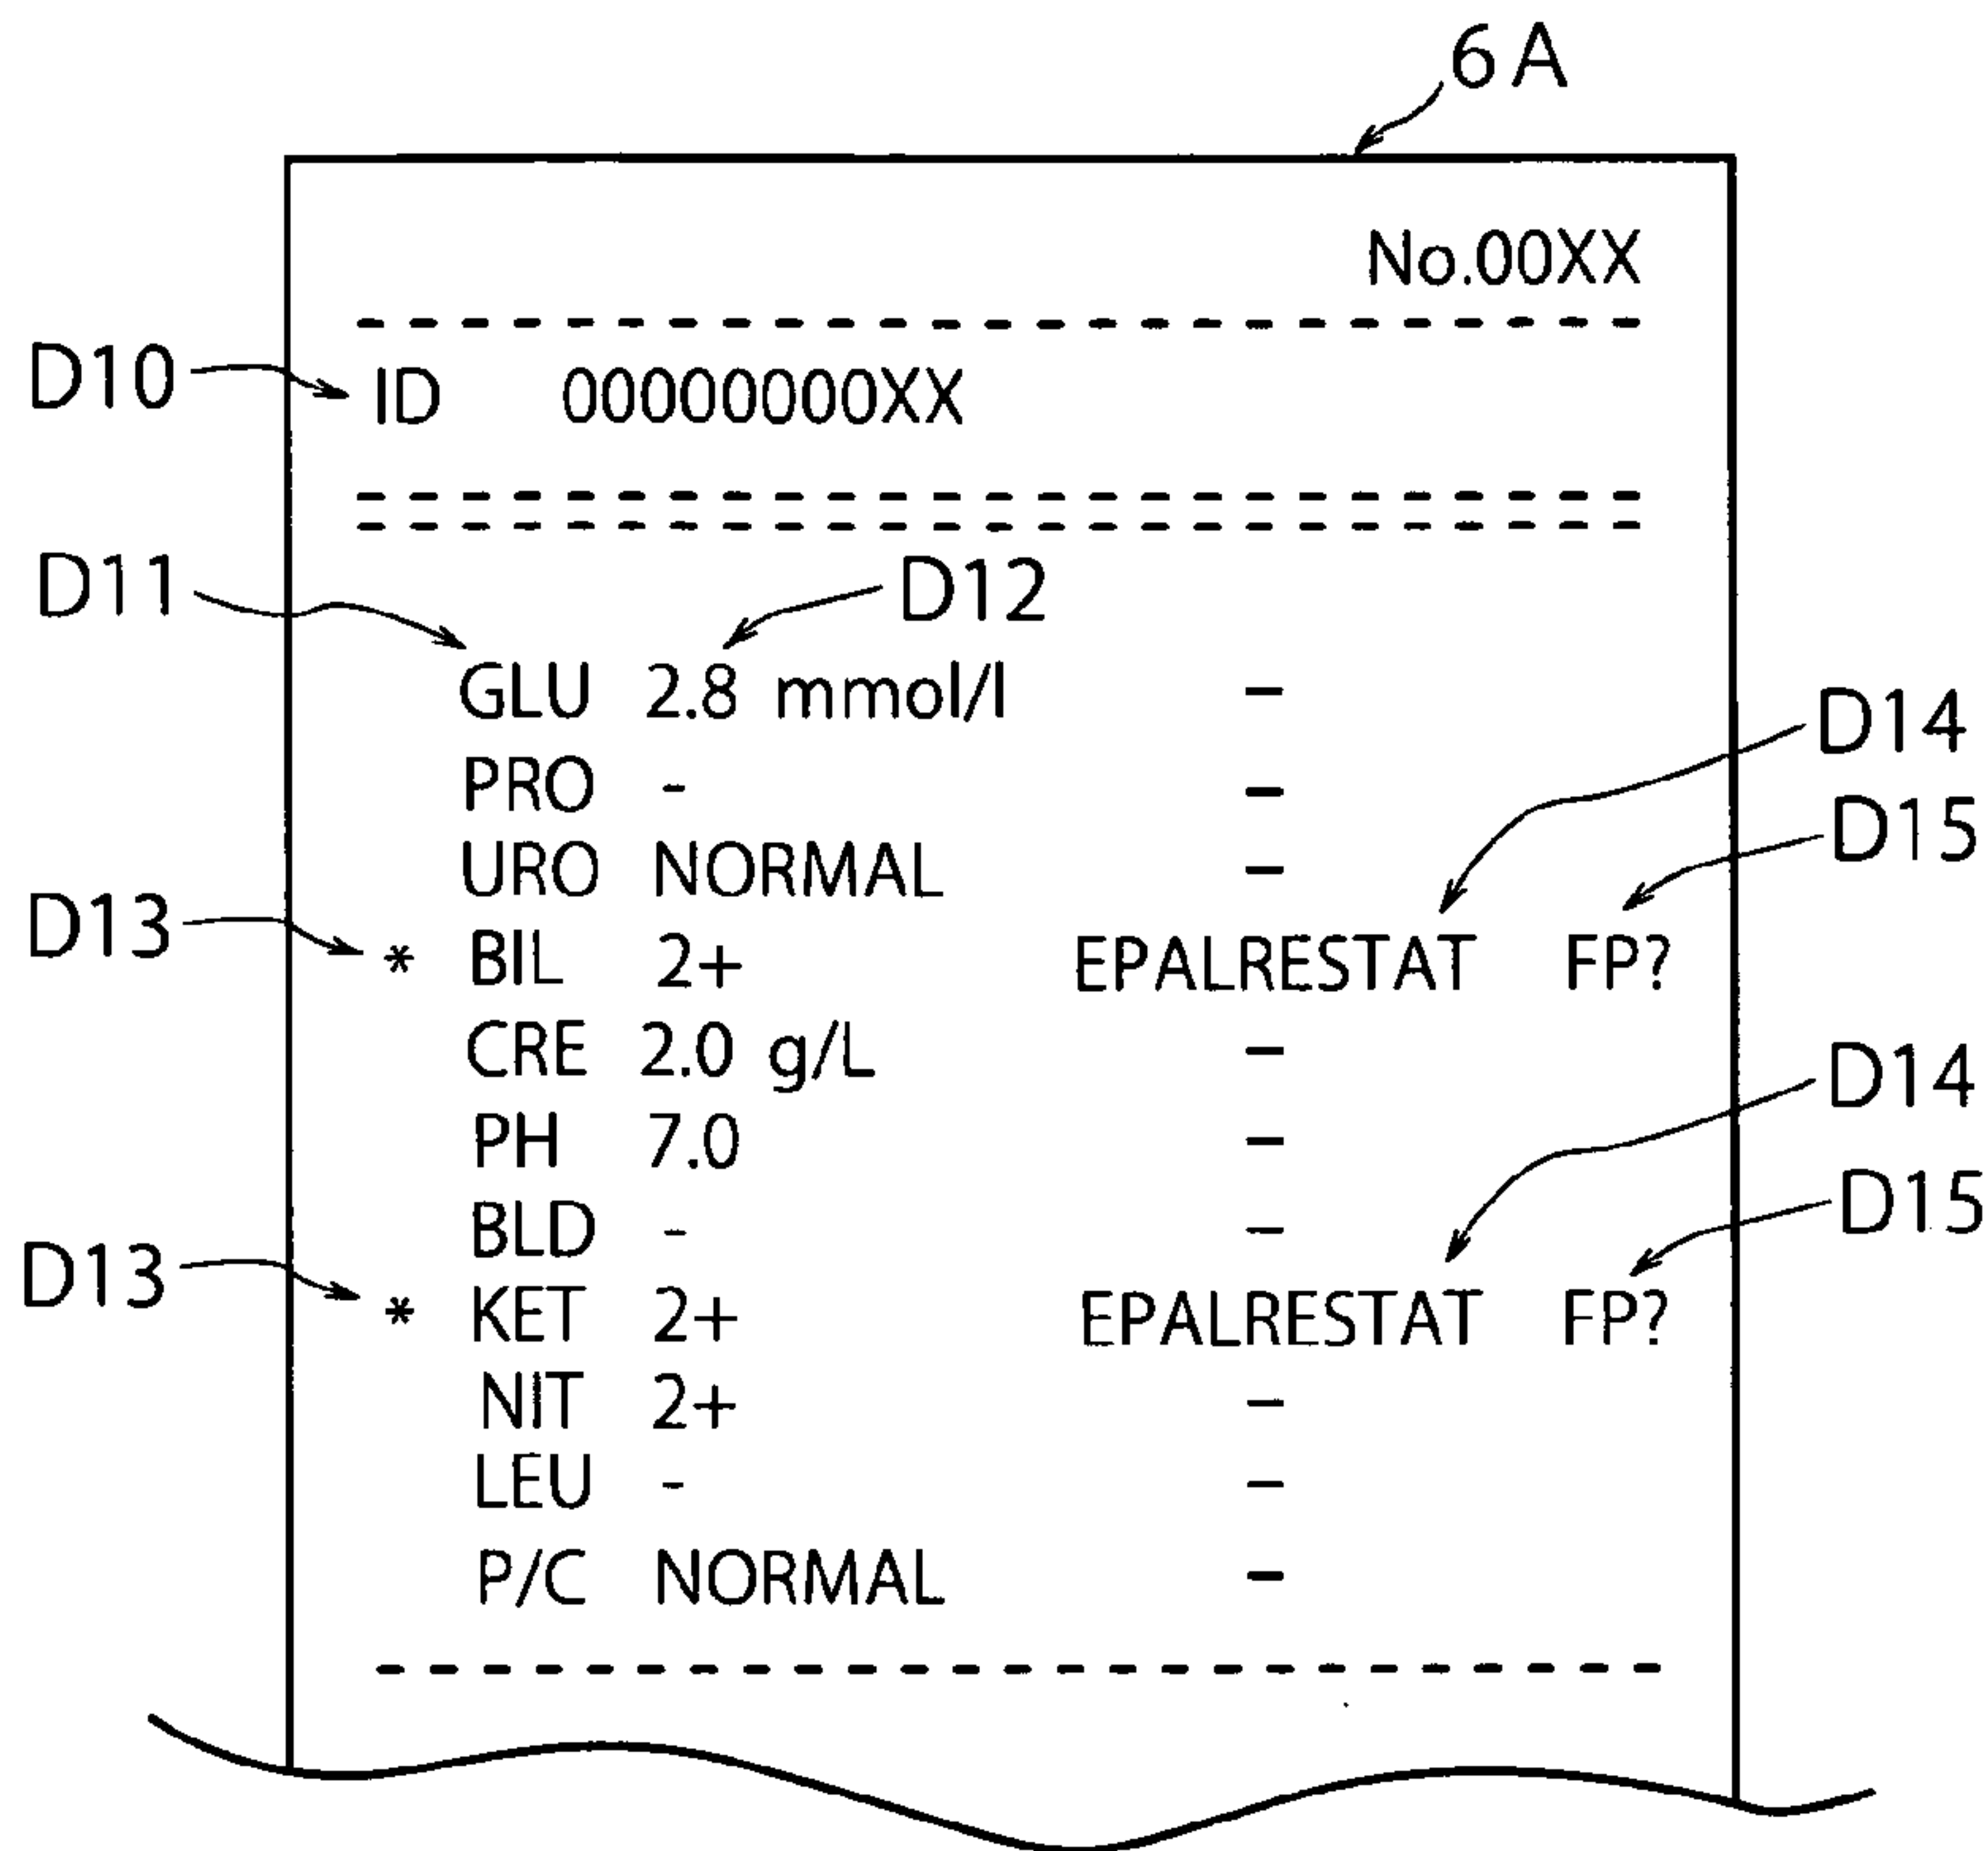 6A
No.00XX
D10 ID 00000000XX
D11 D12
GLU 2.8 mmol/l -
D14
PRO - -
D15
URO NORMAL -
D13 * BIL 2+ EPALRESTAT FP?
CRE 2.0 g/L -
D14
PH 7.0 -
D15
BLD - -
D13 * KET 2+ EPALRESTAT FP?
NIT 2+ -
LEU - -
P/C NORMAL -